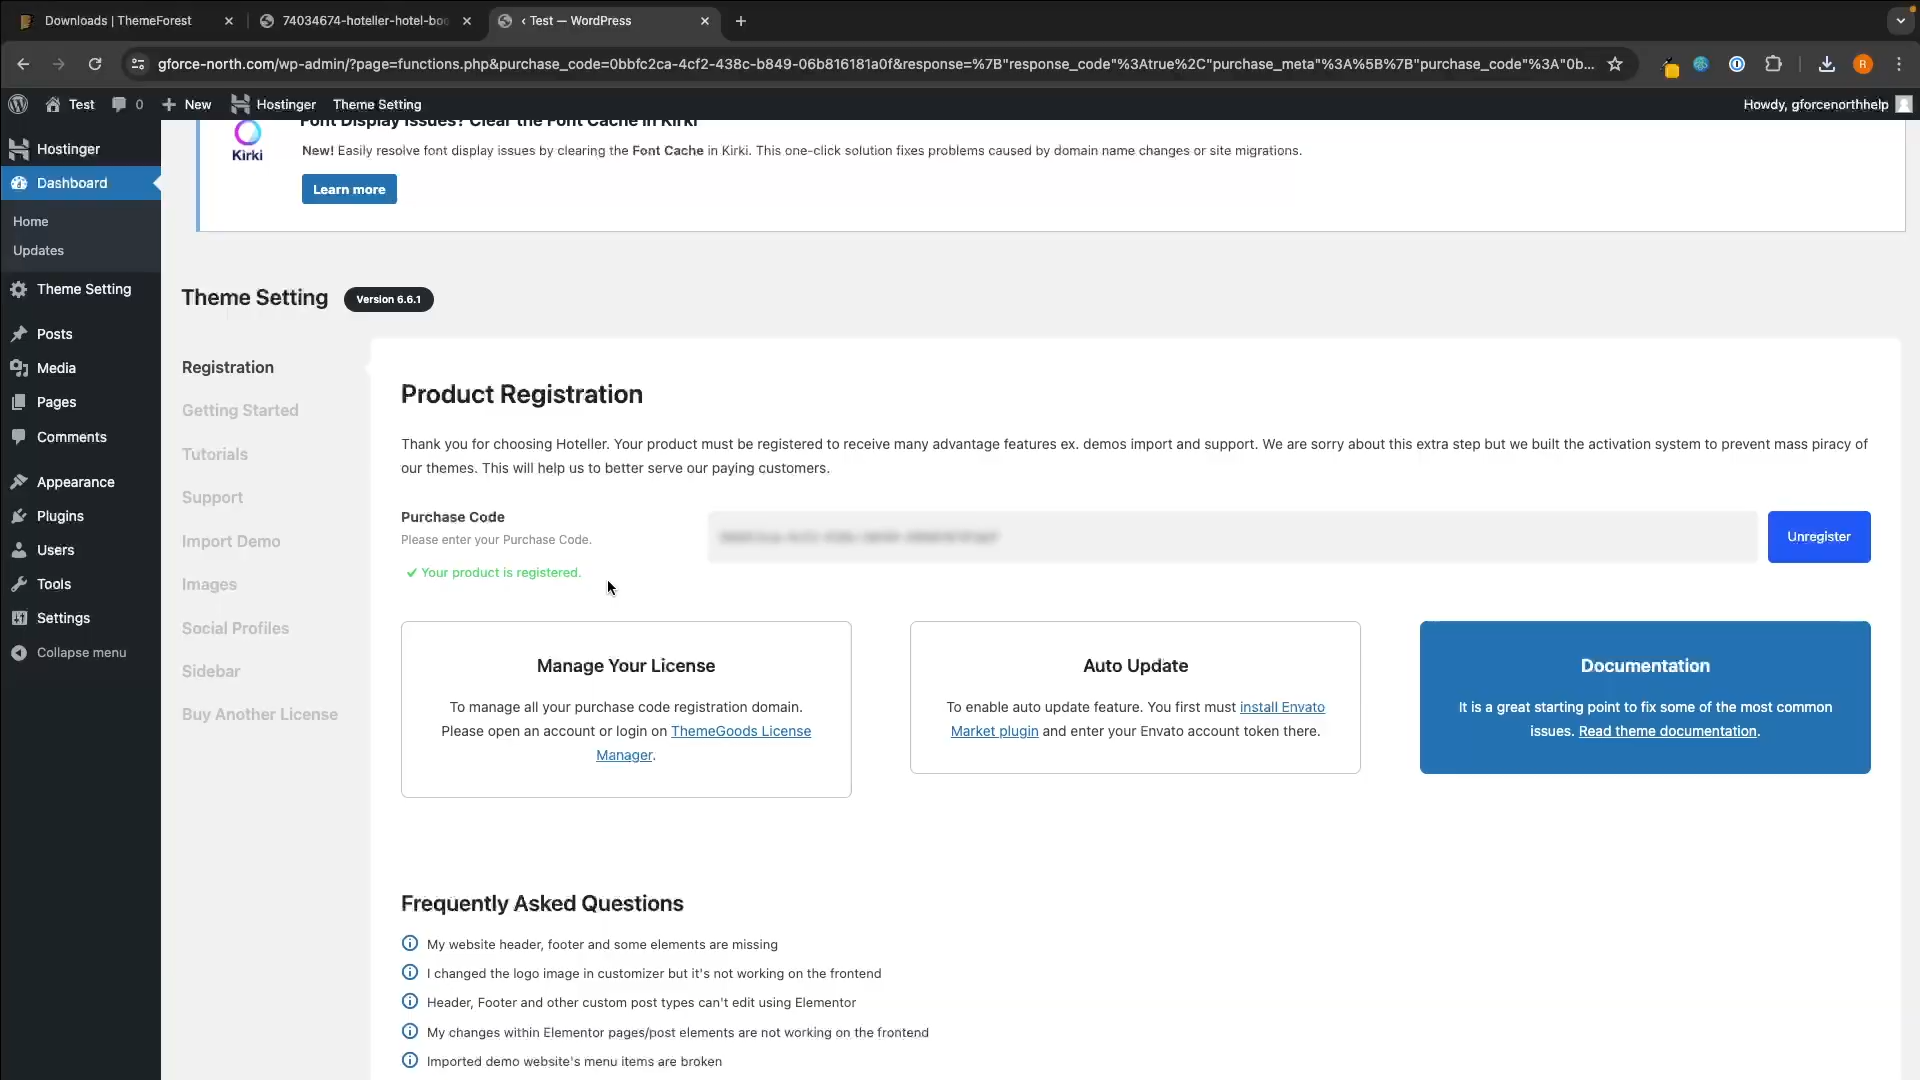 Downloads | ThemeForest
74034674-hoteller-hotel-boo
‹ Test — WordPress
gforce-north.com/wp-admin/?page=functions.php&purchase_code=0bbfc2ca-4cf2-438c-b849-06b816181a0f&response=%7B"response_code"%3Atrue%2C"purchase_meta"%3A%5B%7B"purchase_code"%3A"0b...
R
Test
0
New
Hostinger
Theme Setting
Howdy, gforcenorthhelp
Hostinger
Dashboard
Home
Updates
Theme Setting
Posts
Media
Pages
Comments
Appearance
Plugins
Users
Tools
Settings
Collapse menu
Font Display Issues? Clear the Font Cache in Kirki
Kirki
New! Easily resolve font display issues by clearing the Font Cache in Kirki. This one-click solution fixes problems caused by domain name changes or site migrations.
Learn more
Theme Setting
Version 6.6.1
Registration
Getting Started
Tutorials
Support
Import Demo
Images
Social Profiles
Sidebar
Buy Another License
Product Registration
Thank you for choosing Hoteller. Your product must be registered to receive many advantage features ex. demos import and support. We are sorry about this extra step but we built the activation system to prevent mass piracy of
our themes. This will help us to better serve our paying customers.
Purchase Code
Please enter your Purchase Code.
Your product is registered.
Unregister
Manage Your License
To manage all your purchase code registration domain.
Please open an account or login on ThemeGoods License
Manager.
Auto Update
To enable auto update feature. You first must install Envato
Market plugin and enter your Envato account token there.
Documentation
It is a great starting point to fix some of the most common
issues. Read theme documentation.
Frequently Asked Questions
My website header, footer and some elements are missing
I changed the logo image in customizer but it's not working on the frontend
Header, Footer and other custom post types can't edit using Elementor
My changes within Elementor pages/post elements are not working on the frontend
Imported demo website's menu items are broken